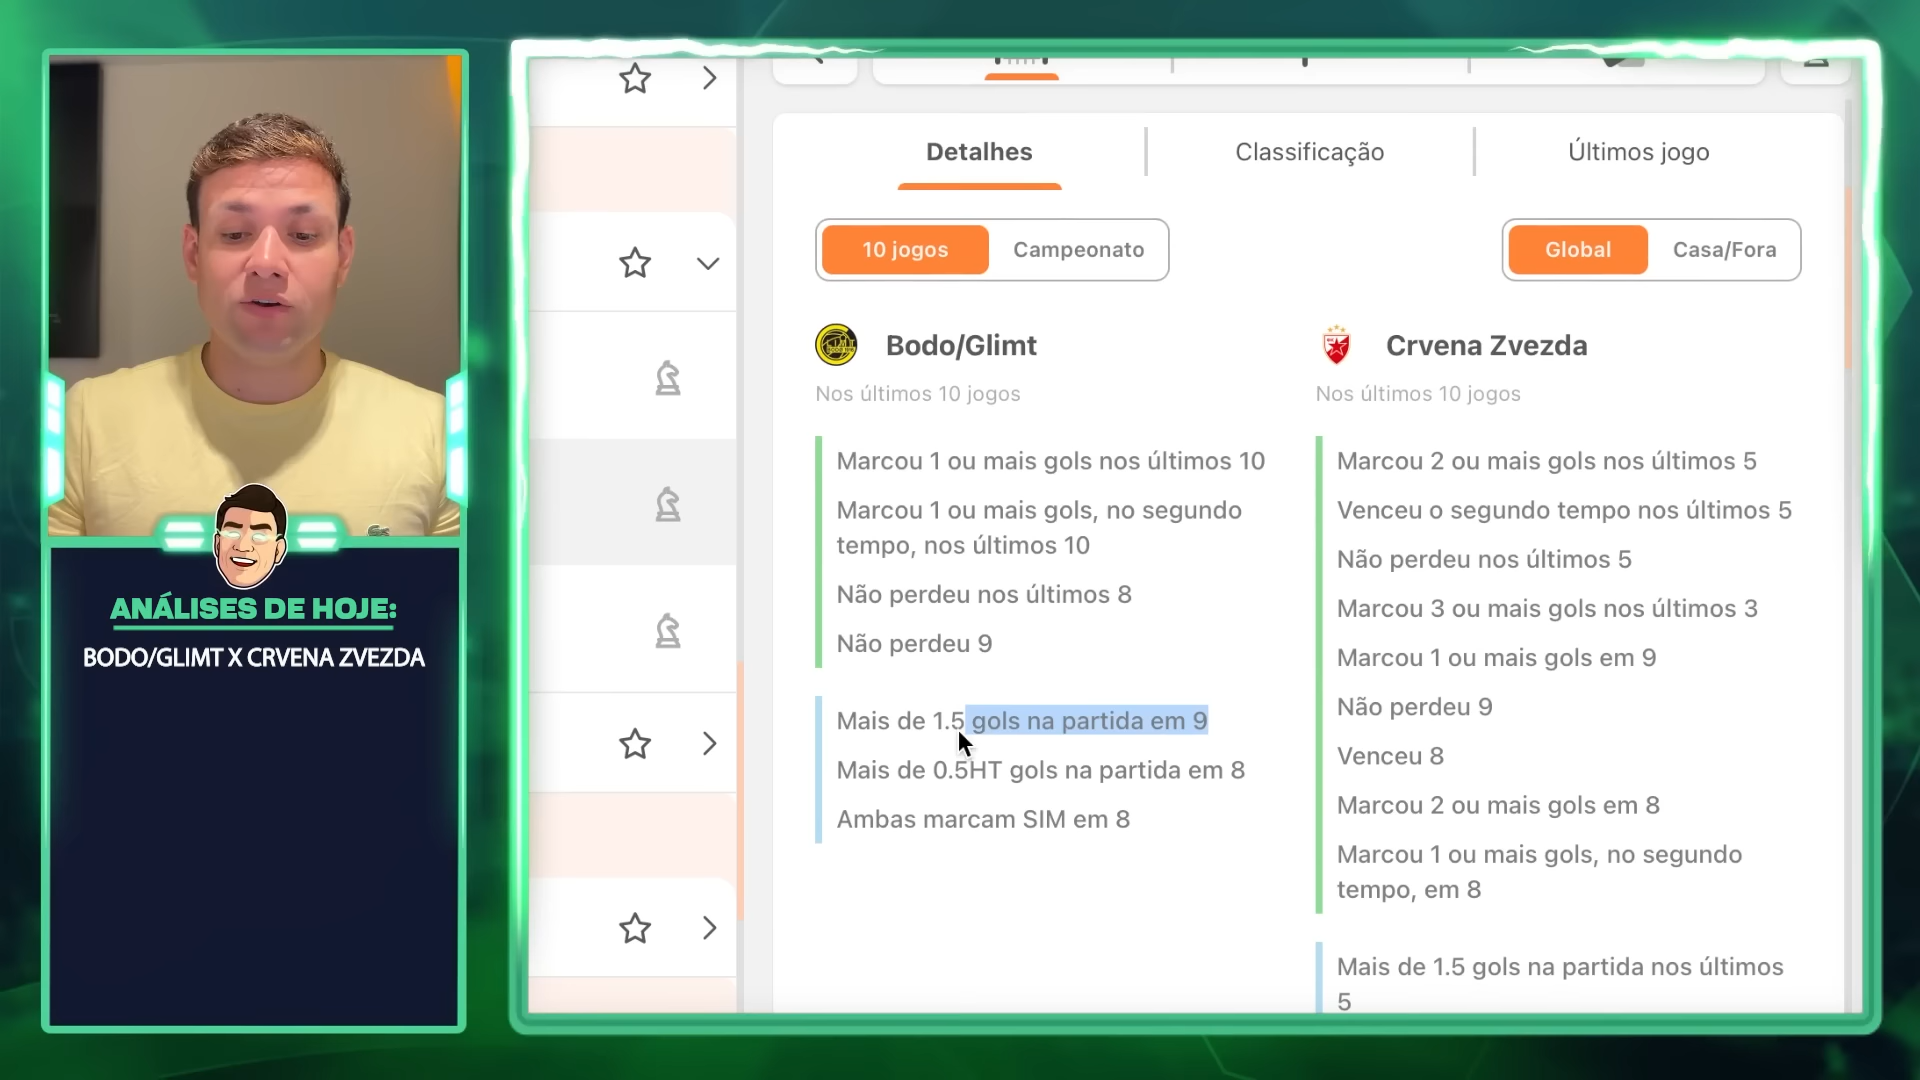 ANÁLISES DE HOJE:
BODO/GLIMT X CRVENA ZVEZDA
Detalhes
Classificação
Últimos jogo
10 jogos
Campeonato
Global
Casa/Fora
Bodo/Glimt
Nos últimos 10 jogos
Marcou 1 ou mais gols nos últimos 10
Marcou 1 ou mais gols, no segundo
tempo, nos últimos 10
Não perdeu nos últimos 8
Não perdeu 9
Mais de 1.5 gols na partida em 9
Mais de 0.5HT gols na partida em 8
Ambas marcam SIM em 8
Crvena Zvezda
Nos últimos 10 jogos
Marcou 2 ou mais gols nos últimos 5
Venceu o segundo tempo nos últimos 5
Não perdeu nos últimos 5
Marcou 3 ou mais gols nos últimos 3
Marcou 1 ou mais gols em 9
Não perdeu 9
Venceu 8
Marcou 2 ou mais gols em 8
Marcou 1 ou mais gols, no segundo
tempo, em 8
Mais de 1.5 gols na partida nos últimos
5